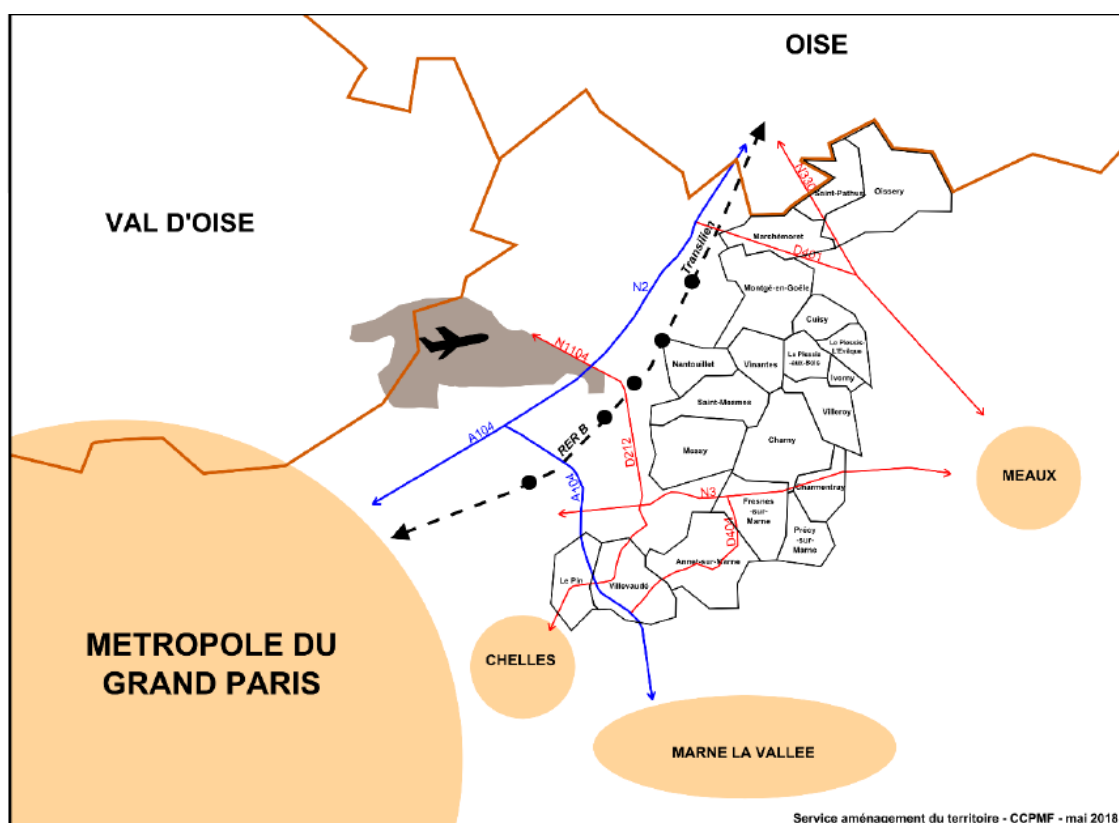 OISE
VAL D'OISE
N330
Saint-Pathus
Oissery
Marchémoret
D401
Transilien
N2
Montgé-en-Goële
Cuisy
Le Plessis-
L'Evêque
N1104
Nantouillet
Vinantes
Le Plessis
-aux-Bois
Iverny
Saint-Mesmes
Villeroy
A104
RER B
D212
Messy
Charny
MEAUX
A104
N3
Charmentray
Fresnes
-sur-
Marne
D404
Précy
-sur-
Marne
Annet-sur-Marne
Le Pin
Villevaudé
METROPOLE DU
GRAND PARIS
CHELLES
MARNE LA VALLEE
Service aménagement du territoire - CCPMF - mai 2018